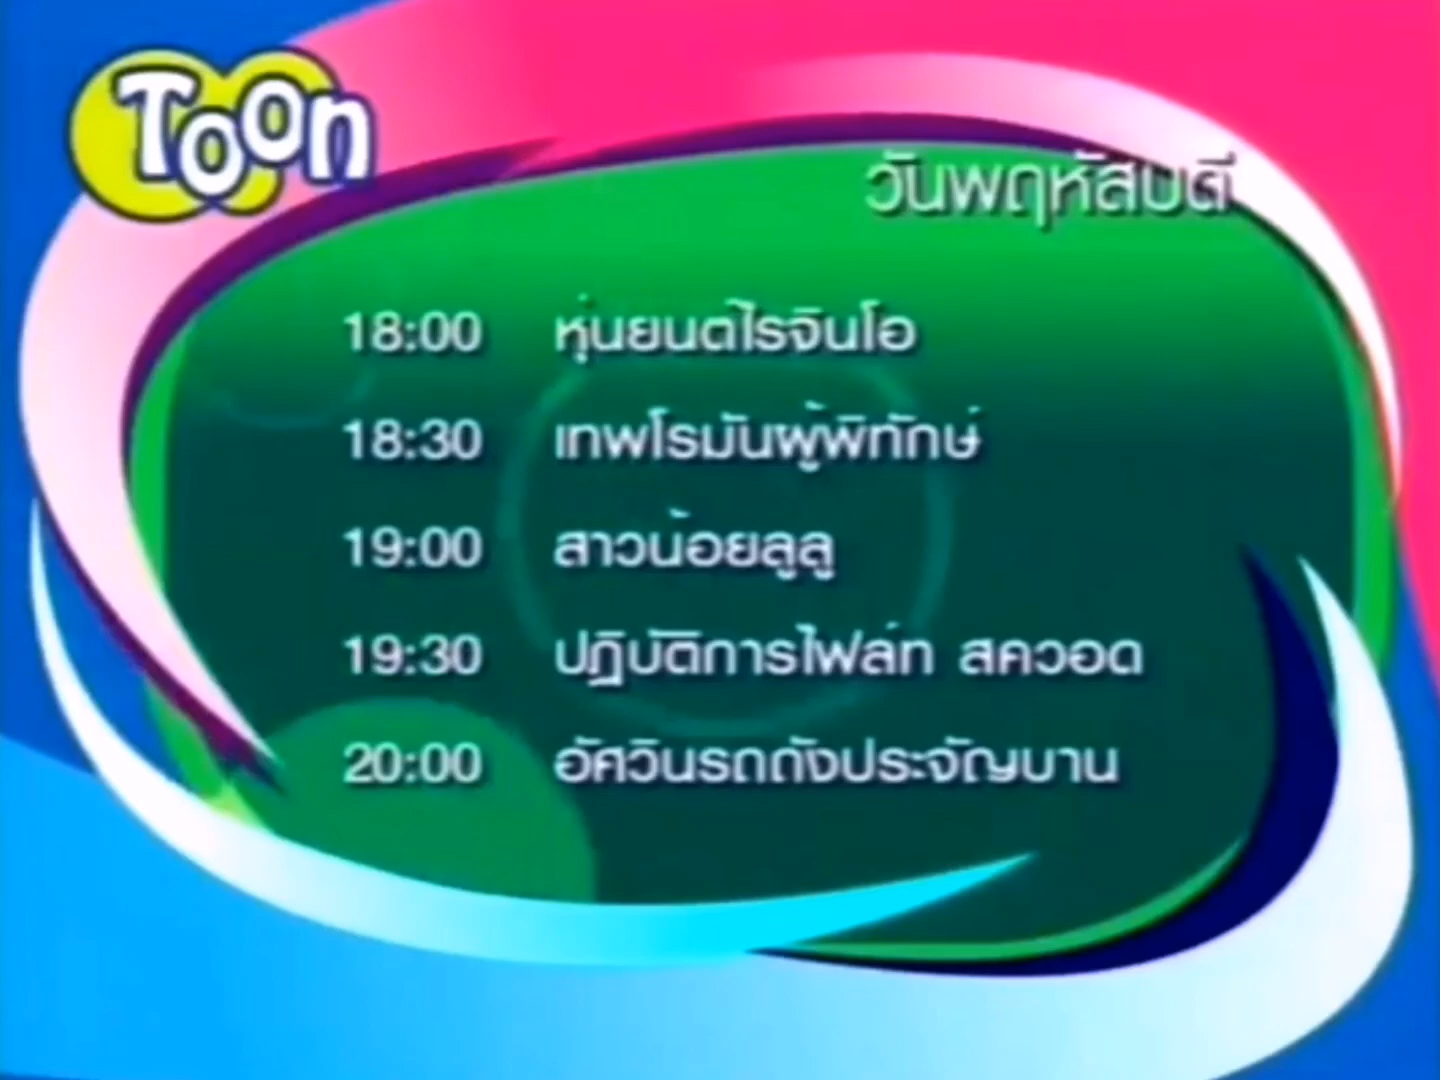 Toon
วันพฤหัสบดี
18:00 หุ่นยนต์ไรจินโอ
18:30 เทพโรมันผู้พิทักษ์
19:00 สาวน้อยลูลู
19:30 ปฏิบัติการไฟล์ท สควอด
20:00 อัศวินรถถังประจัญบาน